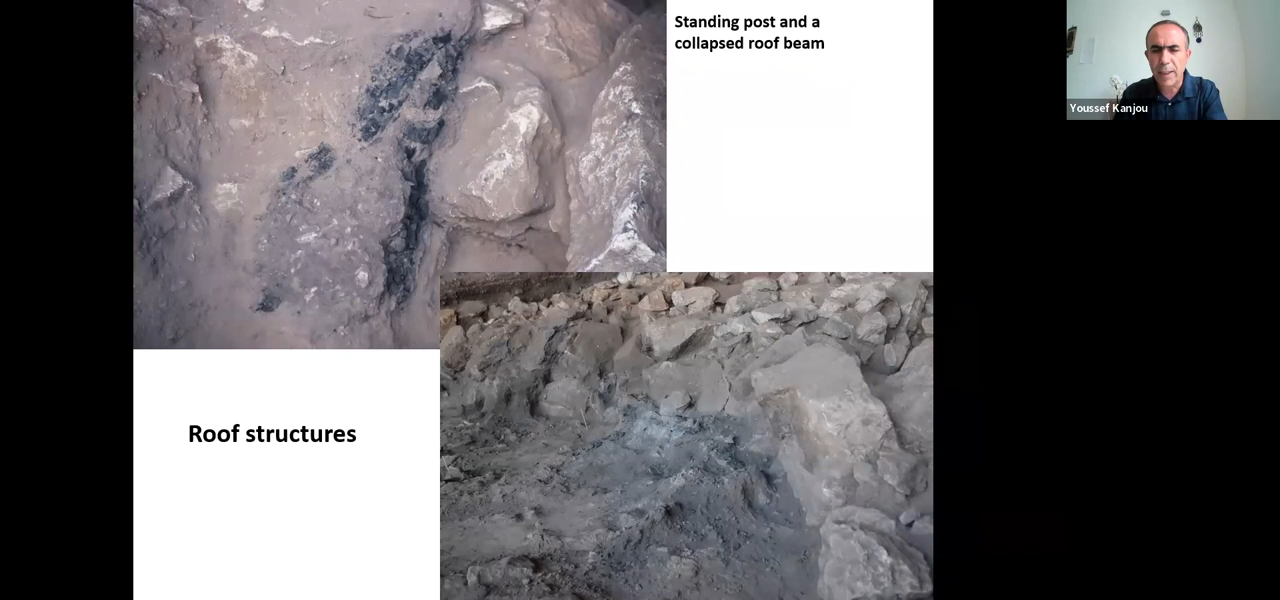 Standing post and a
collapsed roof beam
Youssef Kanjou
Roof structures